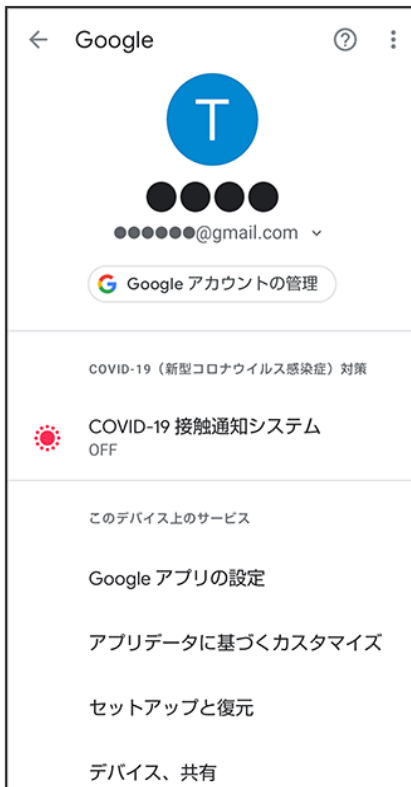 Google
T
●●●●
●●●●●●@gmail.com
Google アカウントの管理
COVID-19（新型コロナウイルス感染症）対策
COVID-19 接触通知システム
OFF
このデバイス上のサービス
Google アプリの設定
アプリデータに基づくカスタマイズ
セットアップと復元
デバイス、共有